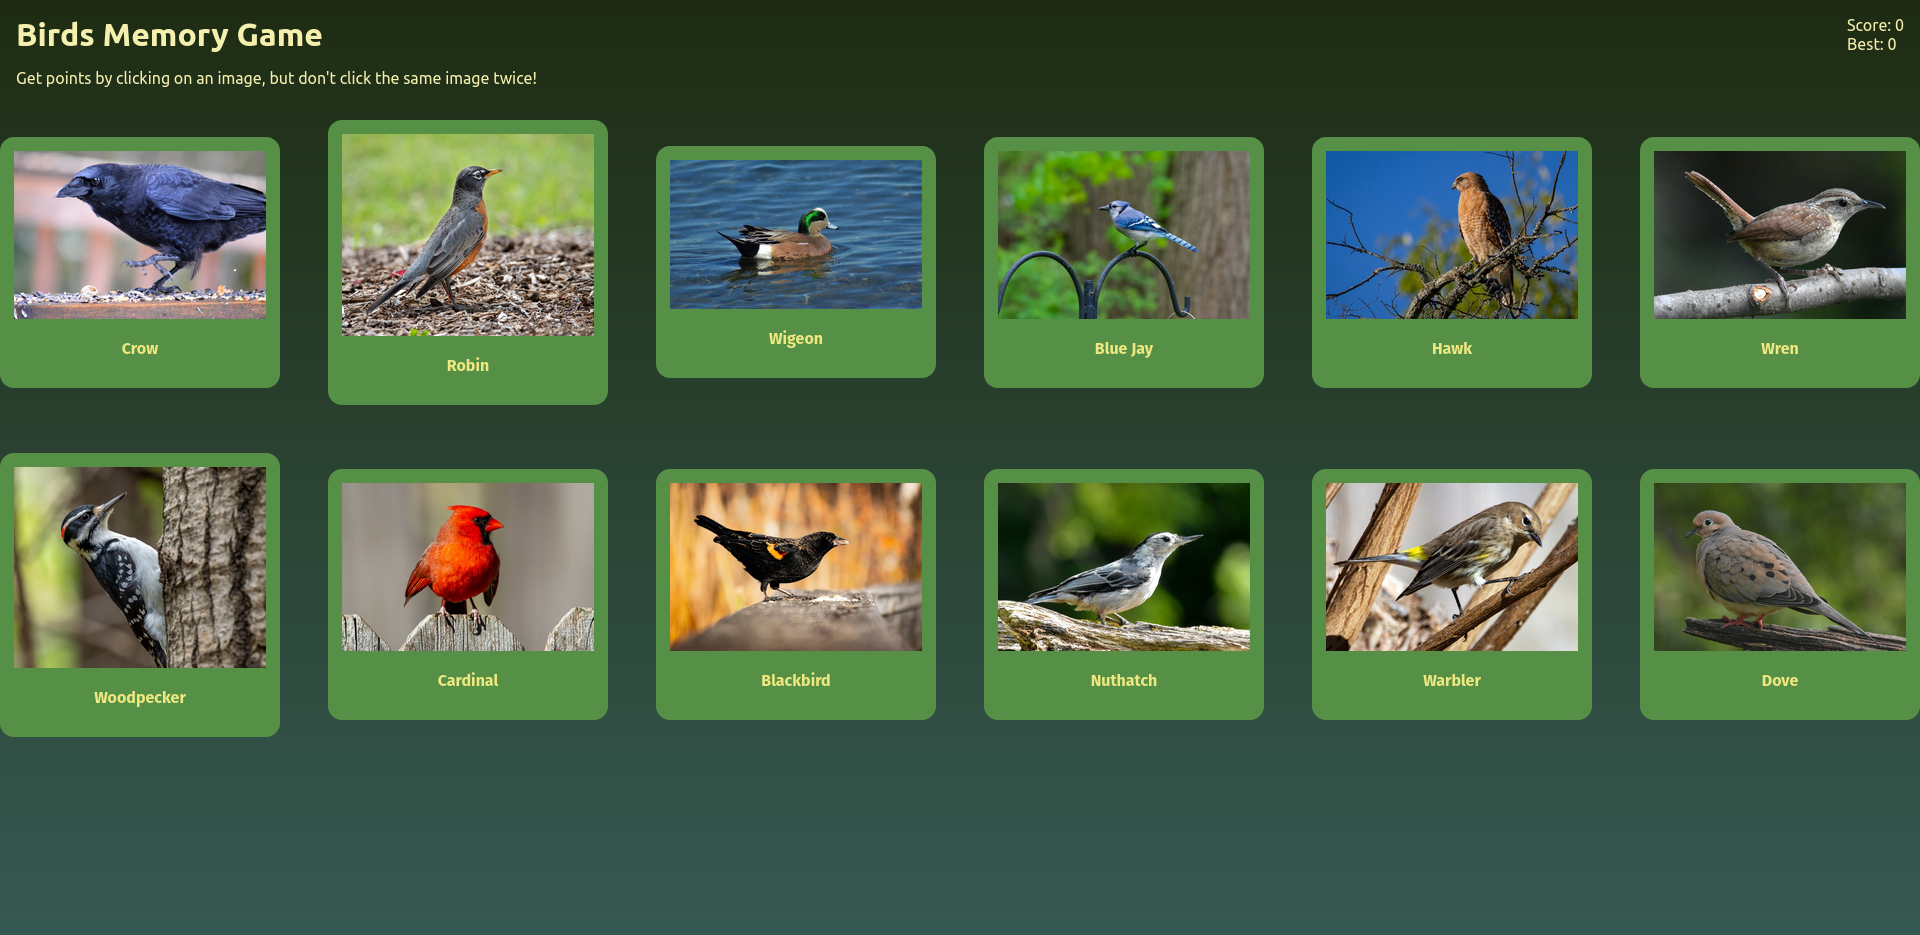 Birds Memory Game
Score: 0
Best: 0
Get points by clicking on an image, but don't click the same image twice!
Crow
Robin
Wigeon
Blue Jay
Hawk
Wren
Woodpecker
Cardinal
Blackbird
Nuthatch
Warbler
Dove